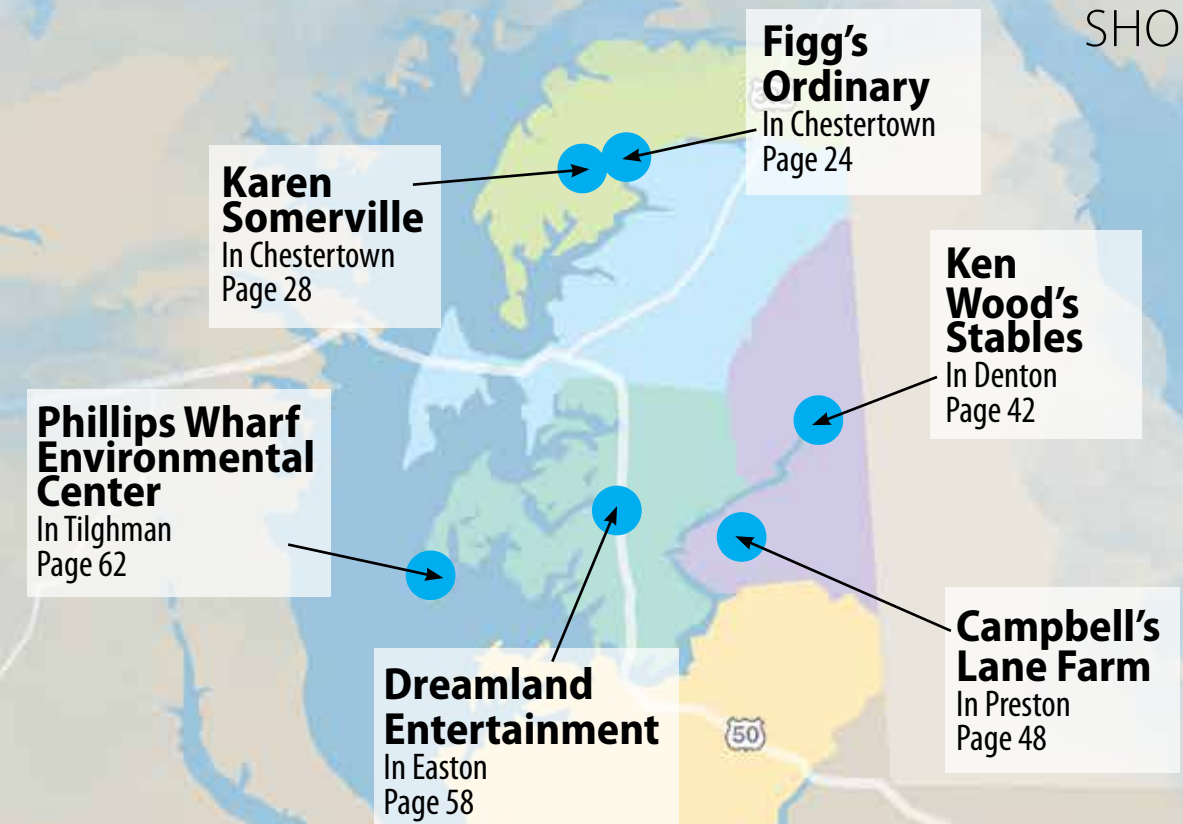 SHO
Figg's
Ordinary
In Chestertown
Page 24
Karen
Somerville
In Chestertown
Page 28
Ken
Wood's
Stables
In Denton
Page 42
Phillips Wharf
Environmental
Center
In Tilghman
Page 62
Campbell's
Lane Farm
In Preston
Page 48
Dreamland
Entertainment
In Easton
Page 58
50